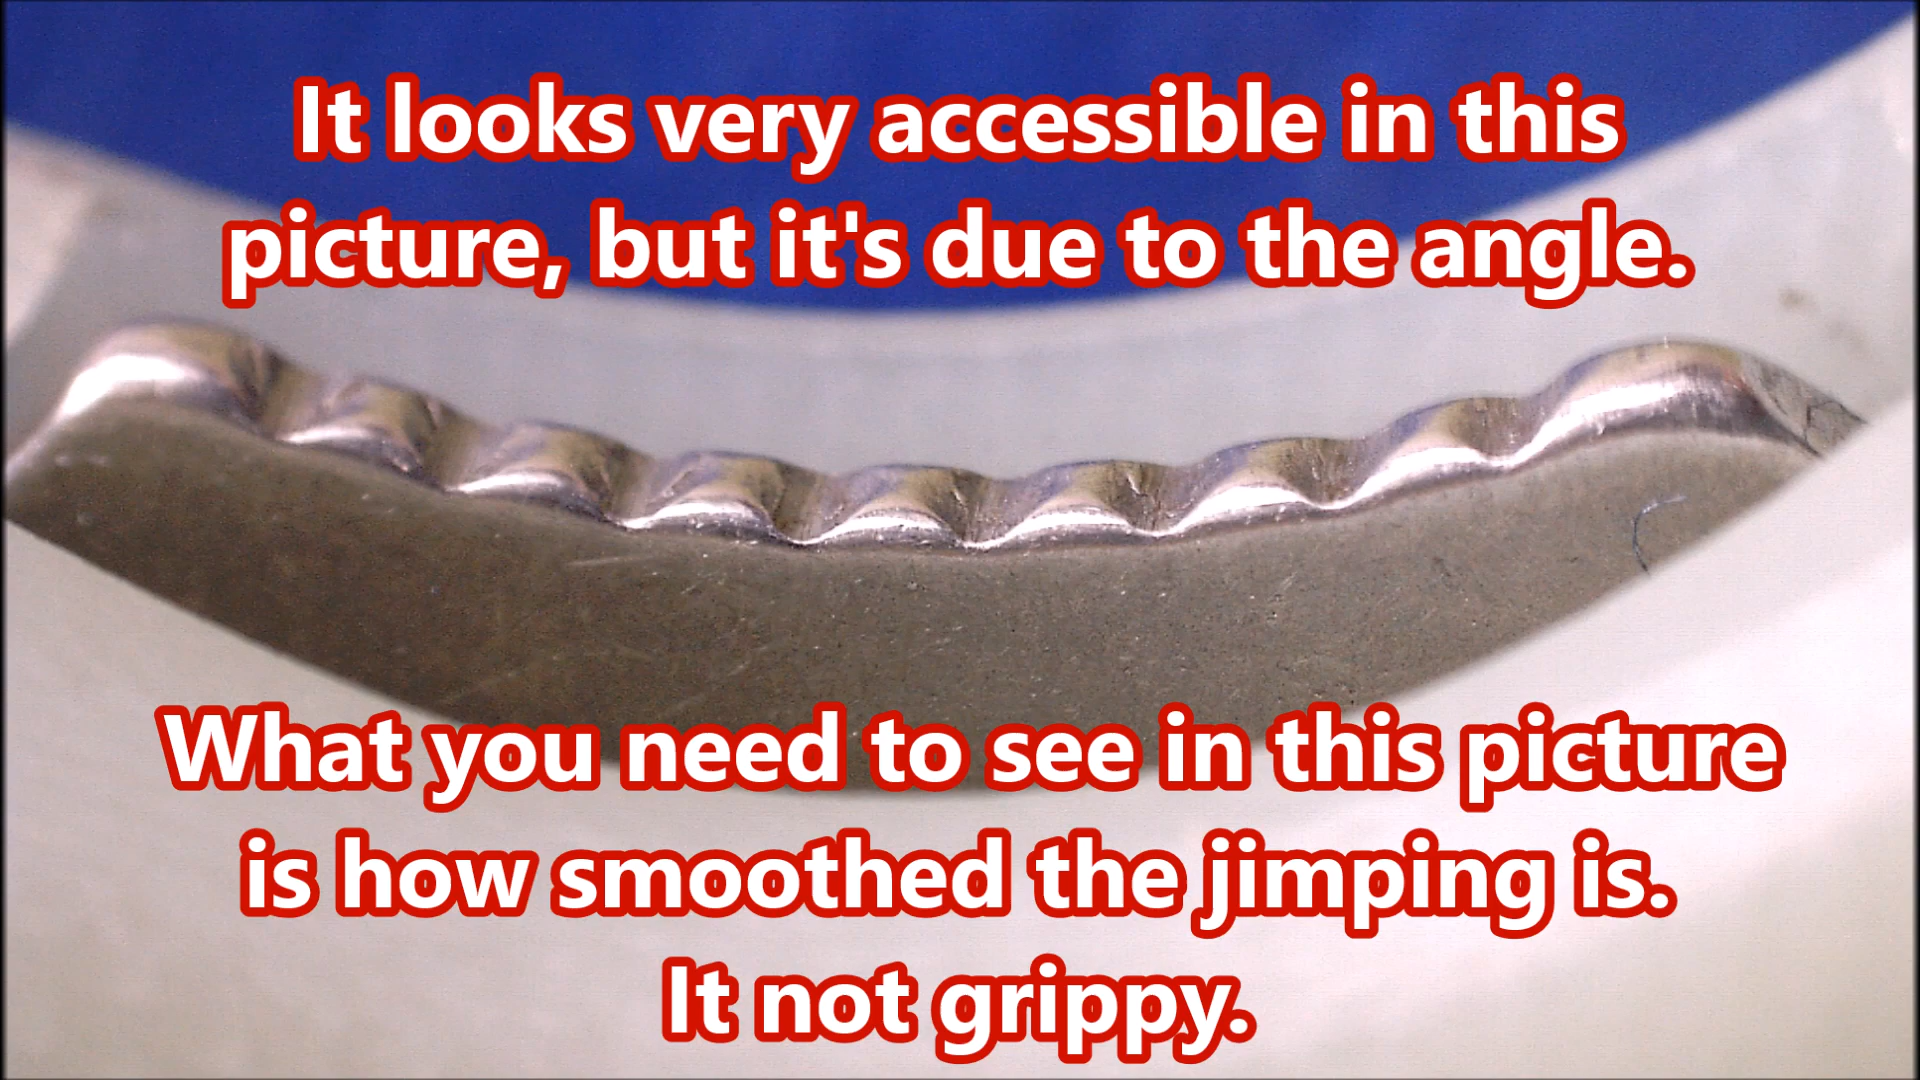 It looks very accessible in this
picture, but it's due to the angle.
What you need to see in this picture
is how smoothed the jimping is.
It not grippy.